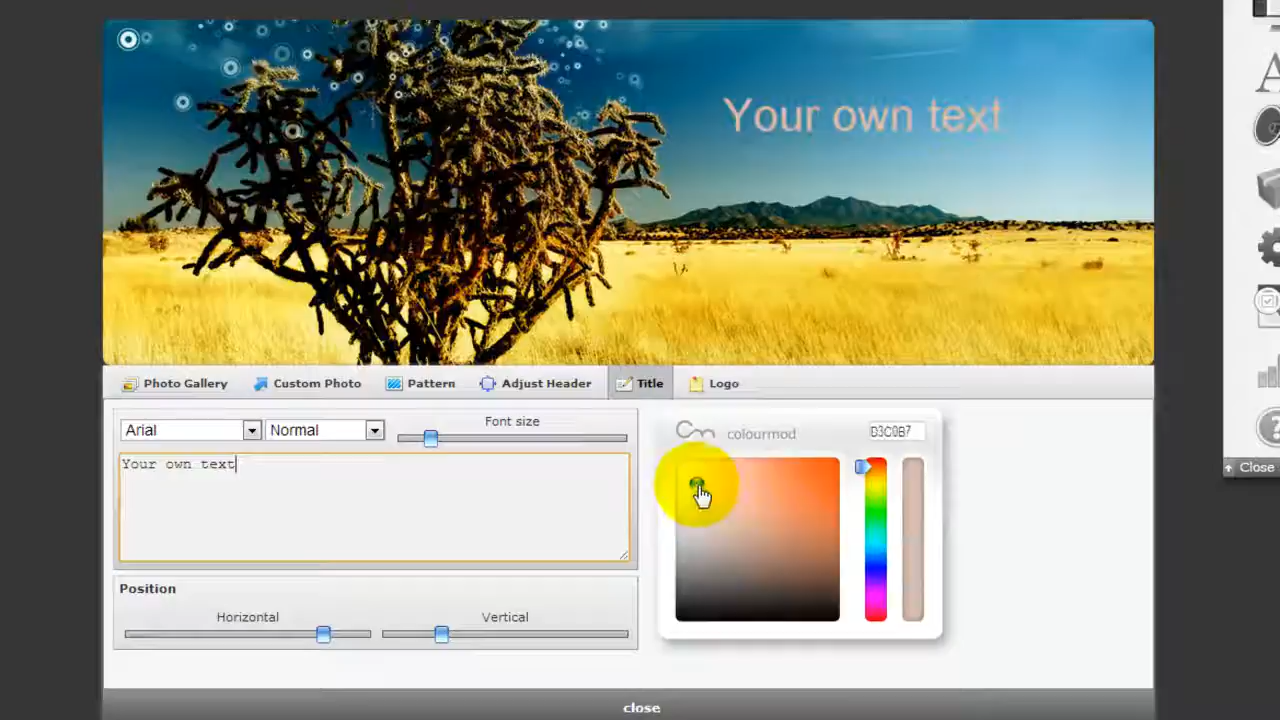 Your own text
Photo Gallery
Custom Photo
Pattern
Adjust Header
Title
Logo
Arial
Normal
Font size
colourmod
D3C0B7
Your own text
Position
Horizontal
Vertical
Close
close